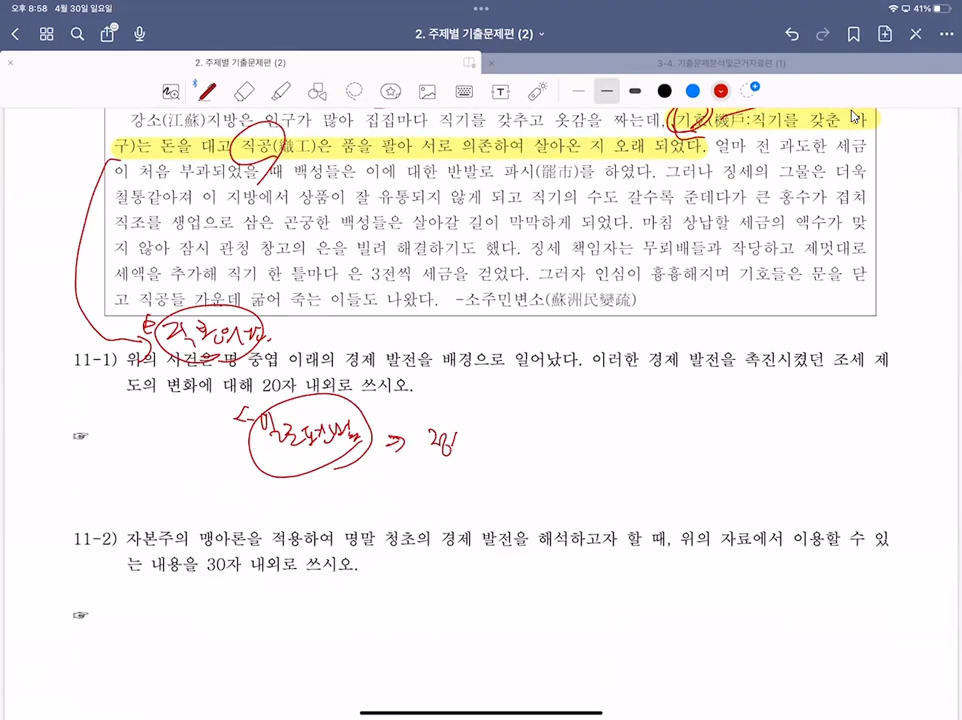 오후 8:58 4월 30일 일요일
41%
2. 주제별 기출문제편 (2)
2. 주제별 기출문제편 (2)
3-4. 기출문제분석및근거자료편 (1)
강소(江蘇)지방은 인구가 많아 집집마다 직기를 갖추고 옷감을 짜는데, 기호(機戶:직기를 갖춘 가
구)는 돈을 대고 직공(織工)은 품을 팔아 서로 의존하여 살아온 지 오래 되었다. 얼마 전 과도한 세금
이 처음 부과되었을 때 백성들은 이에 대한 반발로 파시(罷市)를 하였다. 그러나 징세의 그물은 더욱
철통같아져 이 지방에서 상품이 잘 유통되지 않게 되고 직기의 수도 갈수록 준데다가 큰 홍수가 겹쳐
직조를 생업으로 삼은 곤궁한 백성들은 살아갈 길이 막막하게 되었다. 마침 상납할 세금의 액수가 맞
지 않아 잠시 관청 창고의 은을 빌려 해결하기도 했다. 징세 책임자는 무뢰배들과 작당하고 제멋대로
세액을 추가해 직기 한 틀마다 은 3전씩 세금을 걷었다. 그러자 인심이 흉흉해지며 기호들은 문을 닫
고 직공들 가운데 굶어 죽는 이들도 나왔다. -소주민변소(蘇洲民變疏)
11-1) 위의 사건은 명 중엽 이래의 경제 발전을 배경으로 일어났다. 이러한 경제 발전을 촉진시켰던 조세 제
도의 변화에 대해 20자 내외로 쓰시오.
☞
11-2) 자본주의 맹아론을 적용하여 명말 청초의 경제 발전을 해석하고자 할 때, 위의 자료에서 이용할 수 있
는 내용을 30자 내외로 쓰시오.
☞